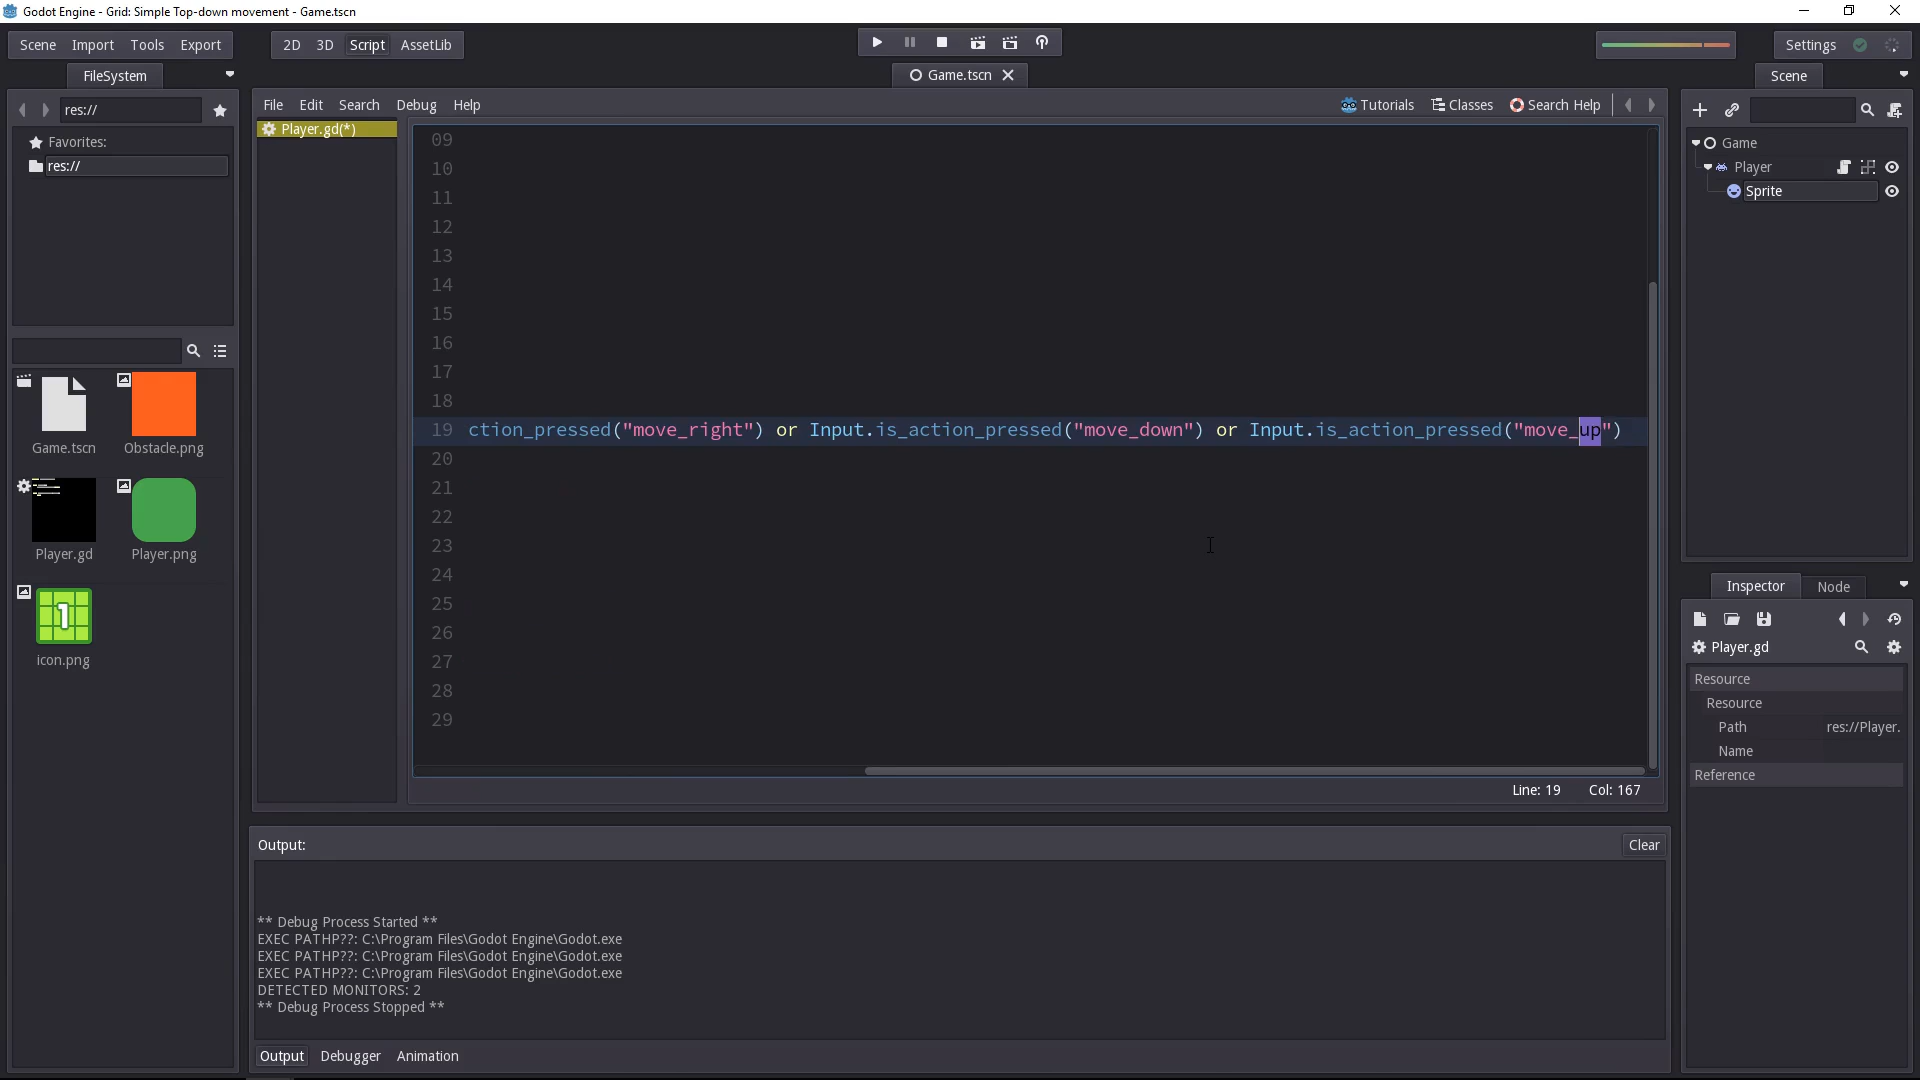 Godot Engine - Grid: Simple Top-down movement - Game.tscn
Scene Import Tools Export
2D 3D Script AssetLib
Settings
FileSystem
Game.tscn
Scene
res://
File Edit Search Debug Help
Tutorials Classes Search Help
Favorites:
res://
Player.gd(*)
Game
Player
Sprite
09
10
11
12
13
14
15
16
17
18
19 ction_pressed("move_right") or Input.is_action_pressed("move_down") or Input.is_action_pressed("move_up")
20
21
22
23
24
25
26
27
28
29
Line: 19 Col: 167
Game.tscn
Obstacle.png
Player.gd
Player.png
1
icon.png
Inspector Node
Player.gd
Resource
Resource
Path res://Player.
Name
Reference
Output:
Clear
** Debug Process Started **
EXEC PATHP??: C:\Program Files\Godot Engine\Godot.exe
EXEC PATHP??: C:\Program Files\Godot Engine\Godot.exe
EXEC PATHP??: C:\Program Files\Godot Engine\Godot.exe
DETECTED MONITORS: 2
** Debug Process Stopped **
Output Debugger Animation